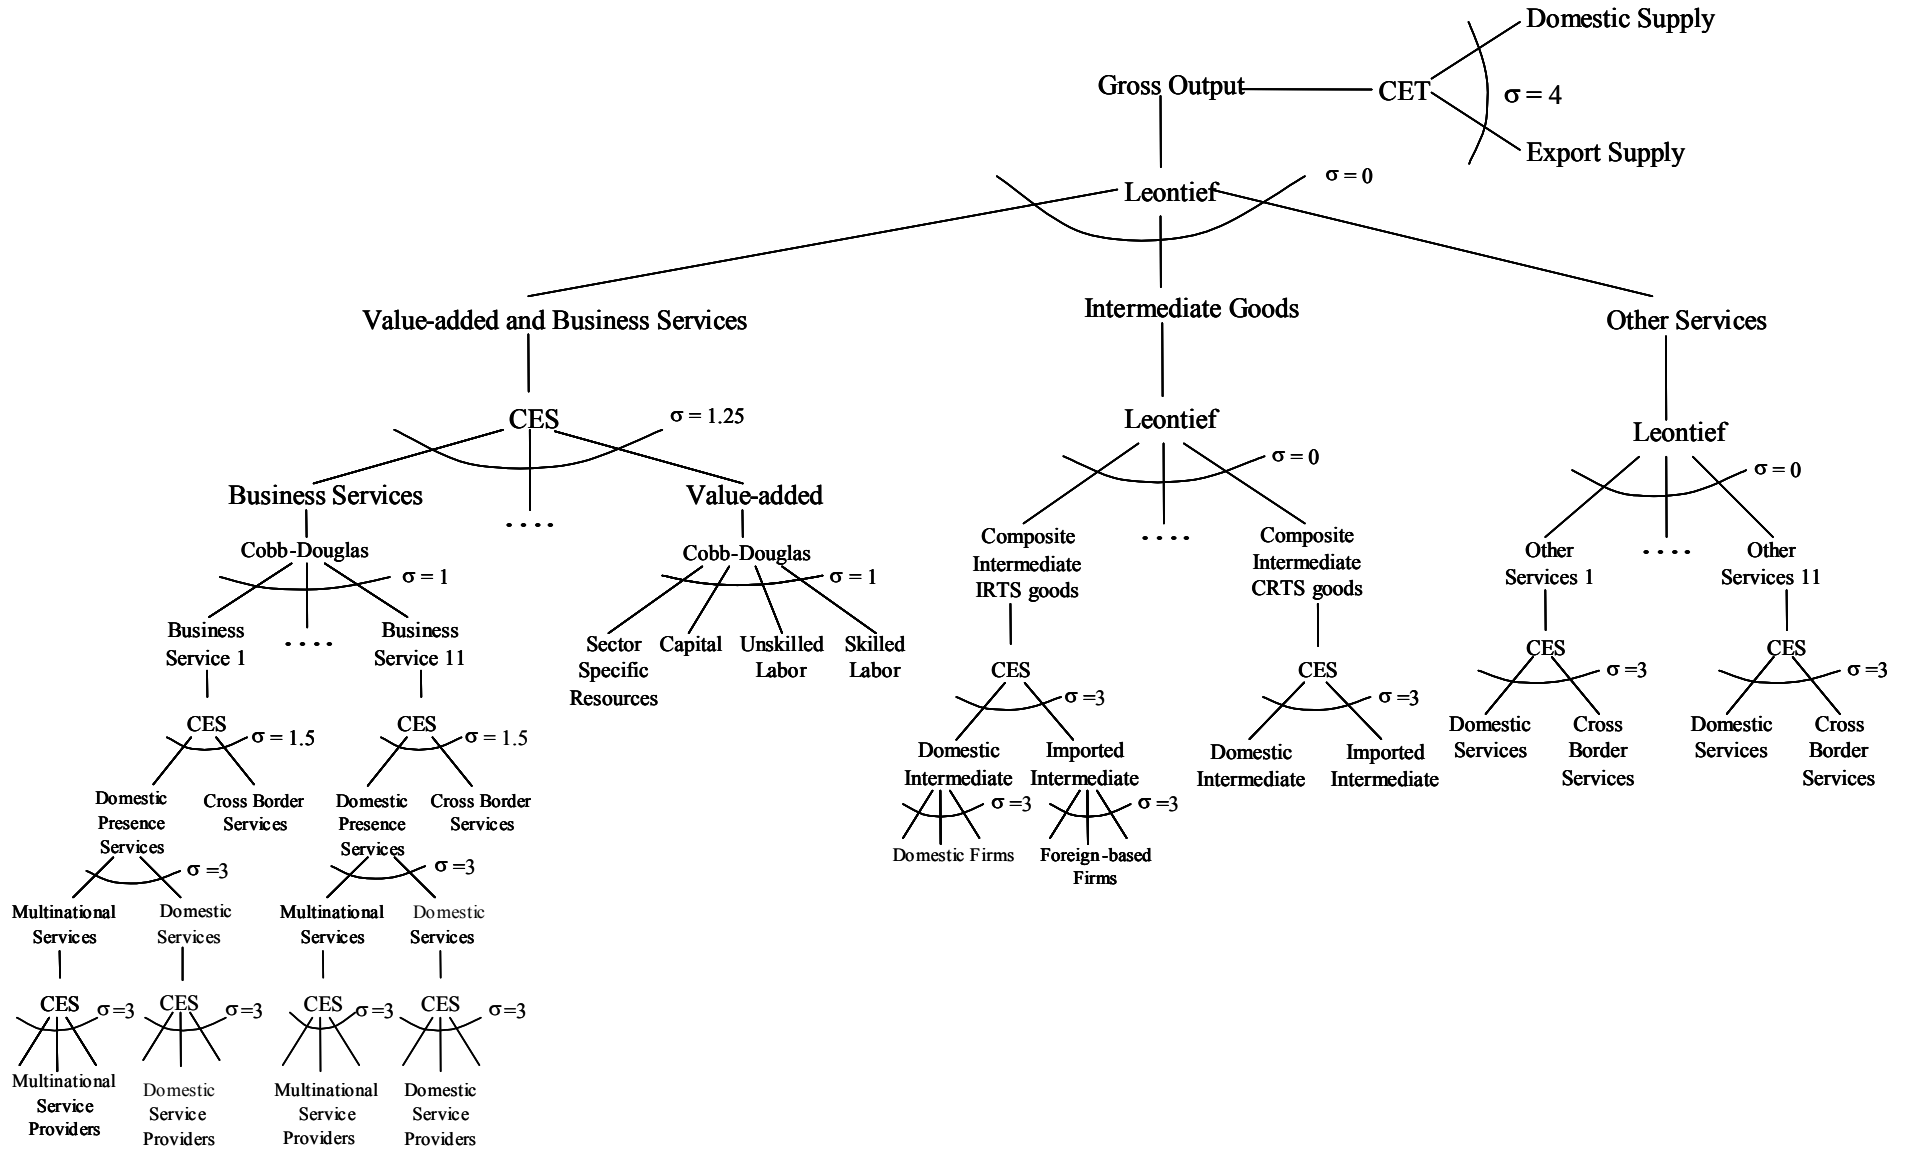 Domestic Supply
Gross Output
CET
σ = 4
Export Supply
Leontief
σ = 0
Value-added and Business Services
Intermediate Goods
Other Services
CES
σ = 1.25
Leontief
σ = 0
Leontief
σ = 0
Business Services
....
Value-added
Cobb-Douglas
σ = 1
Cobb-Douglas
σ = 1
Composite
Intermediate
IRTS goods
....
Composite
Intermediate
CRTS goods
Other
Services 1
....
Other
Services 11
Business
Service 1
....
Business
Service 11
Sector
Specific
Resources
Capital
Unskilled
Labor
Skilled
Labor
CES
σ =3
CES
σ =3
CES
σ =3
CES
σ =3
CES
σ = 1.5
CES
σ = 1.5
Domestic
Intermediate
Imported
Intermediate
Domestic
Intermediate
Imported
Intermediate
Domestic
Services
Cross
Border
Services
Domestic
Services
Cross
Border
Services
Domestic
Presence
Services
Cross Border
Services
Domestic
Presence
Services
Cross Border
Services
σ =3
σ =3
Domestic Firms
Foreign-based
Firms
σ =3
σ =3
Multinational
Services
Domestic
Services
Multinational
Services
Domestic
Services
CES
σ=3
CES
σ=3
CES
σ=3
CES
σ=3
Multinational
Service
Providers
Domestic
Service
Providers
Multinational
Service
Providers
Domestic
Service
Providers